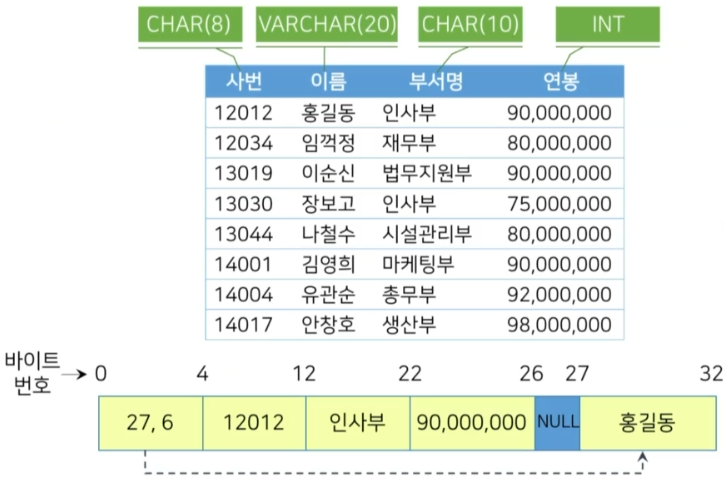 CHAR(8) VARCHAR(20) CHAR(10) INT
사번 이름 부서명 연봉
12012 홍길동 인사부 90,000,000
12034 임꺽정 재무부 80,000,000
13019 이순신 법무지원부 90,000,000
13030 장보고 인사부 75,000,000
13044 나철수 시설관리부 80,000,000
14001 김영희 마케팅부 90,000,000
14004 유관순 총무부 92,000,000
14017 안창호 생산부 98,000,000
바이트
번호 0 4 12 22 26 27 32
27, 6 12012 인사부 90,000,000 NULL 홍길동